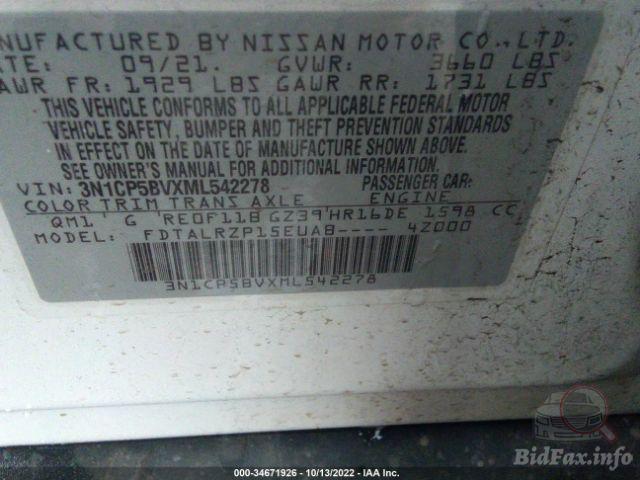 NUFACTURED BY NISSAN MOTOR CO., LTD.
ATE: 09/21. GVWR: 3660 LBS
AWR FR: 1929 LBS GAWR RR: 1731 LBS
THIS VEHICLE CONFORMS TO ALL APPLICABLE FEDERAL MOTOR
VEHICLE SAFETY, BUMPER AND THEFT PREVENTION STANDARDS
IN EFFECT ON THE DATE OF MANUFACTURE SHOWN ABOVE.
SEE OWNER'S MANUAL FOR ADDITIONAL INFORMATION.
VIN: 3N1CP5BVXML542278 PASSENGER CAR:
COLOR TRIM TRANS AXLE ENGINE
QM1 G RE0F11B GZ39 HR16DE 1598 CC
MODEL: FDTALRZP15EUAB---- 4Z000
3N1CP5BVXML542278
BidFax.info
000-34671926 - 10/13/2022 - IAA Inc.